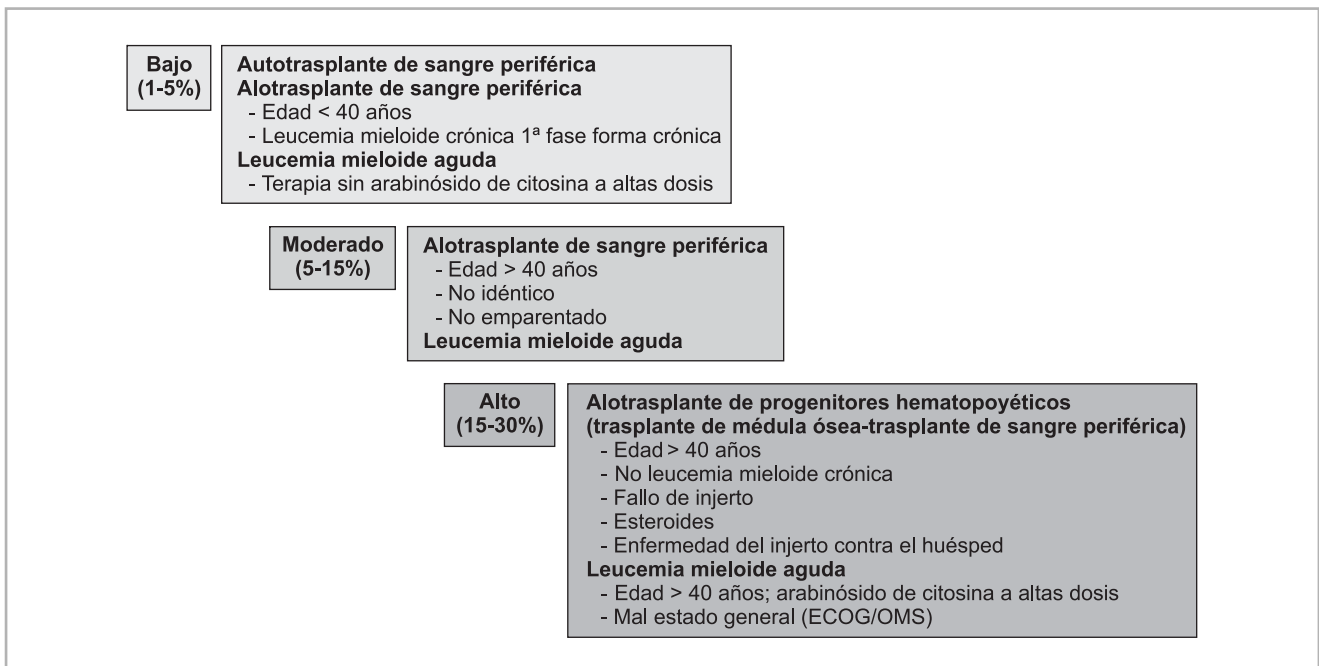 Bajo
(1-5%)
Autotrasplante de sangre periférica
Alotrasplante de sangre periférica
- Edad < 40 años
- Leucemia mieloide crónica 1ª fase forma crónica
Leucemia mieloide aguda
- Terapia sin arabinósido de citosina a altas dosis
Moderado
(5-15%)
Alotrasplante de sangre periférica
- Edad > 40 años
- No idéntico
- No emparentado
Leucemia mieloide aguda
Alto
(15-30%)
Alotrasplante de progenitores hematopoyéticos
(trasplante de médula ósea-trasplante de sangre periférica)
- Edad > 40 años
- No leucemia mieloide crónica
- Fallo de injerto
- Esteroides
- Enfermedad del injerto contra el huésped
Leucemia mieloide aguda
- Edad > 40 años; arabinósido de citosina a altas dosis
- Mal estado general (ECOG/OMS)